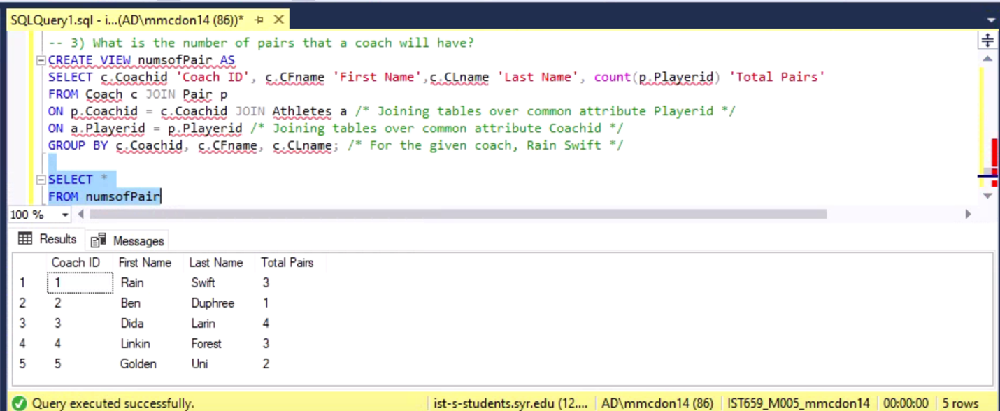 SQLQuery1.sql - i...(AD\mmcdon14 (86))*
-- 3) What is the number of pairs that a coach will have?
CREATE VIEW numsofPair AS
SELECT c.Coachid 'Coach ID', c.CFname 'First Name',c.CLname 'Last Name', count(p.Playerid) 'Total Pairs'
FROM Coach c JOIN Pair p
ON p.Coachid = c.Coachid JOIN Athletes a /* Joining tables over common attribute Playerid */
ON a.Playerid = p.Playerid /* Joining tables over common attribute Coachid */
GROUP BY c.Coachid, c.CFname, c.CLname; /* For the given coach, Rain Swift */
SELECT *
FROM numsofPair
100 %
Results Messages
Coach ID First Name Last Name Total Pairs
1 1 Rain Swift 3
2 2 Ben Duphree 1
3 3 Dida Larin 4
4 4 Linkin Forest 3
5 5 Golden Uni 2
Query executed successfully. ist-s-students.syr.edu (12.... AD\mmcdon14 (86) IST659_M005_mmcdon14 00:00:00 5 rows